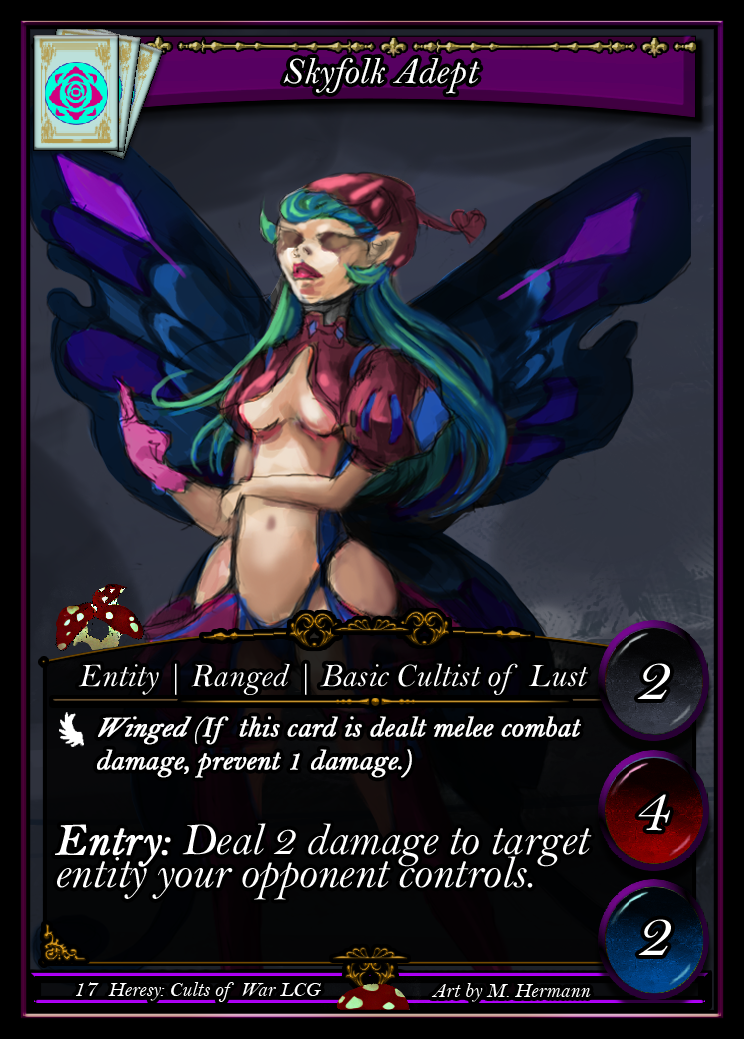 Skyfolk Adept
Entity | Ranged | Basic Cultist of Lust
2
Winged (If this card is dealt melee combat
damage, prevent 1 damage.)
4
Entry: Deal 2 damage to target
entity your opponent controls.
2
17 Heresy: Cults of War LCG
Art by M. Hermann